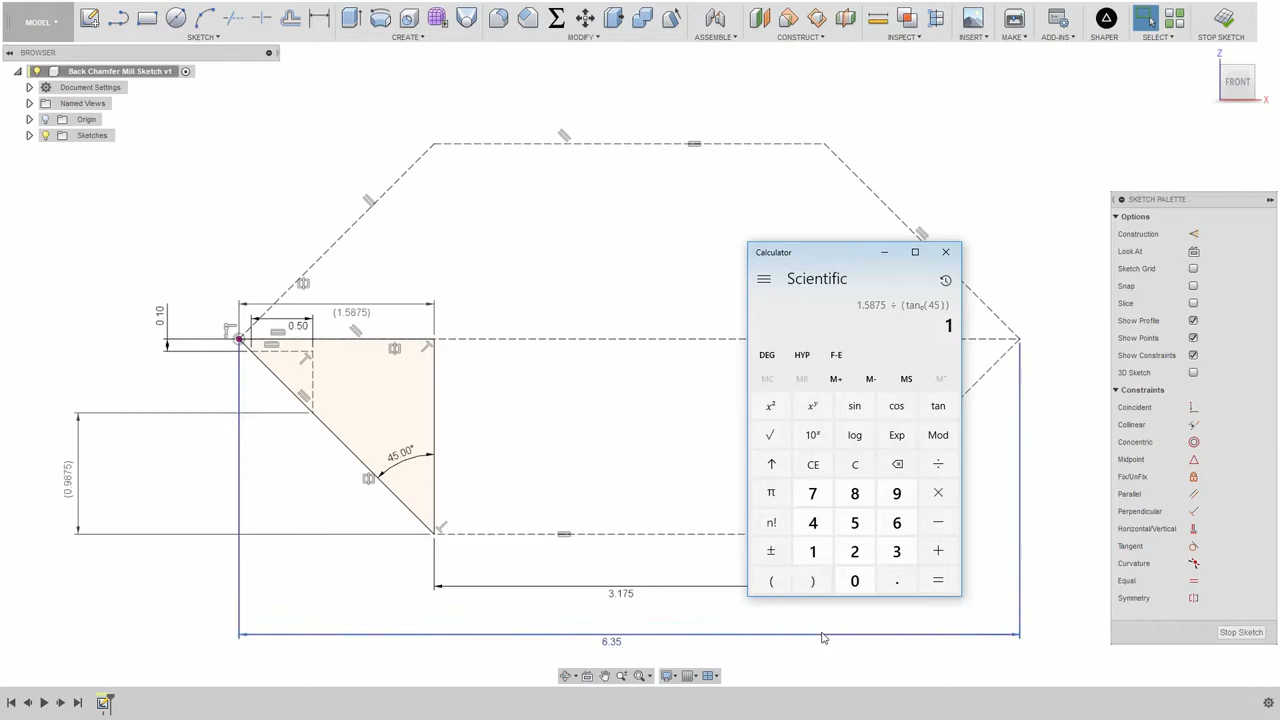 MODEL
SKETCH
CREATE
MODIFY
ASSEMBLE
CONSTRUCT
INSPECT
INSERT
MAKE
ADD-INS
SHAPER
SELECT
STOP SKETCH
BROWSER
Back Chamfer Mill Sketch v1
Document Settings
Named Views
Origin
Sketches
Z
FRONT
X
0.10
(1.5875)
0.50
45.00°
(0.9875)
3.175
6.35
Calculator
Scientific
1.5875 ÷ (tan₀(45))
1
DEG HYP F-E
MC MR M+ M- MS M˅
x² xʸ sin cos tan
√ 10ˣ log Exp Mod
↑ CE C ⌫ ÷
π 7 8 9 ×
n! 4 5 6 −
± 1 2 3 +
( ) 0 . =
SKETCH PALETTE
Options
Construction
Look At
Sketch Grid
Snap
Slice
Show Profile
Show Points
Show Constraints
3D Sketch
Constraints
Coincident
Collinear
Concentric
Midpoint
Fix/UnFix
Parallel
Perpendicular
Horizontal/Vertical
Tangent
Curvature
Equal
Symmetry
Stop Sketch